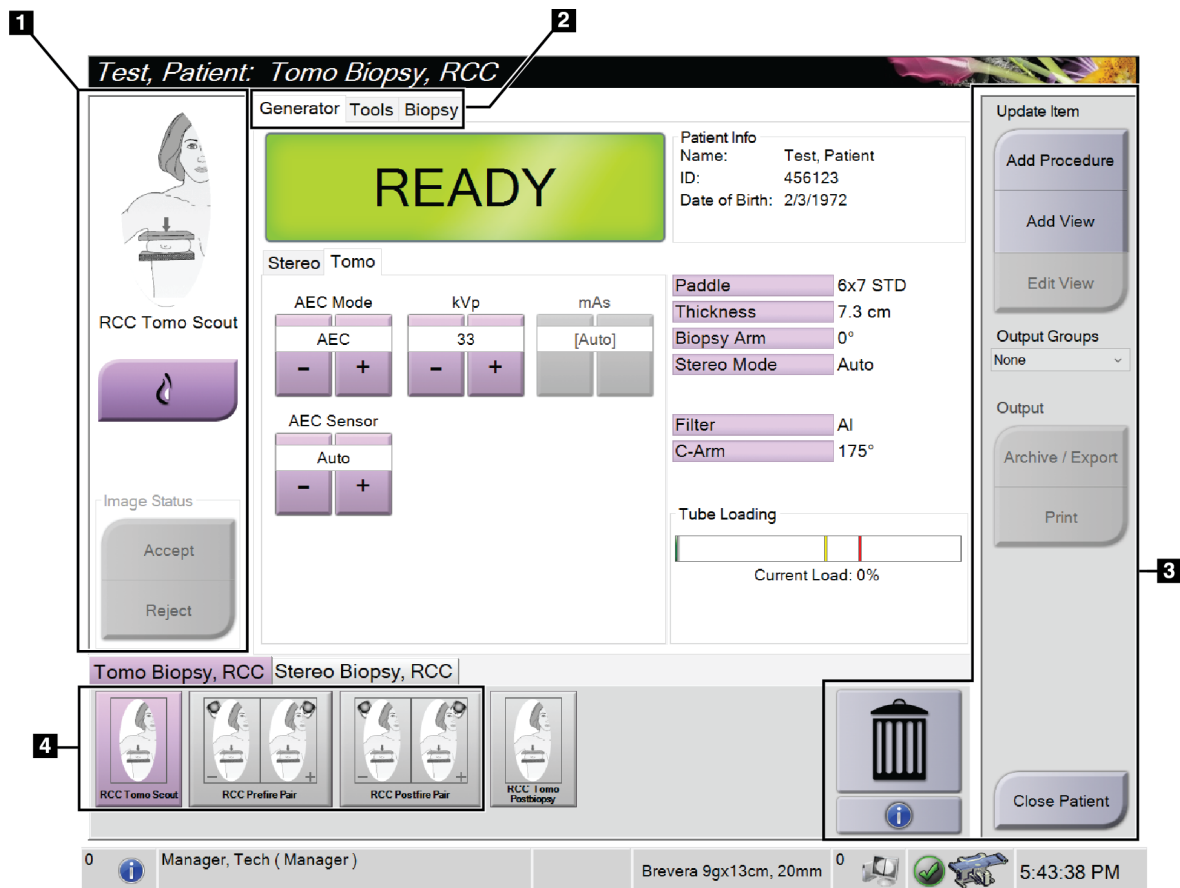 1
2
Test, Patient: Tomo Biopsy, RCC
Generator Tools Biopsy
READY
Patient Info
Name: Test, Patient
ID: 456123
Date of Birth: 2/3/1972
Update Item
Add Procedure
Add View
Edit View
Output Groups
None
Output
Archive / Export
Print
3
Close Patient
RCC Tomo Scout
Image Status
Accept
Reject
Stereo Tomo
AEC Mode kVp mAs
AEC 33 [Auto]
- + - +
AEC Sensor
Auto
- +
Paddle 6x7 STD
Thickness 7.3 cm
Biopsy Arm 0°
Stereo Mode Auto
Filter Al
C-Arm 175°
Tube Loading
Current Load: 0%
Tomo Biopsy, RCC Stereo Biopsy, RCC
4
RCC Tomo Scout
- +
RCC Prefire Pair
- +
RCC Postfire Pair
RCC Tomo
Postbiopsy
i
0 i Manager, Tech ( Manager ) Brevera 9gx13cm, 20mm 0 5:43:38 PM